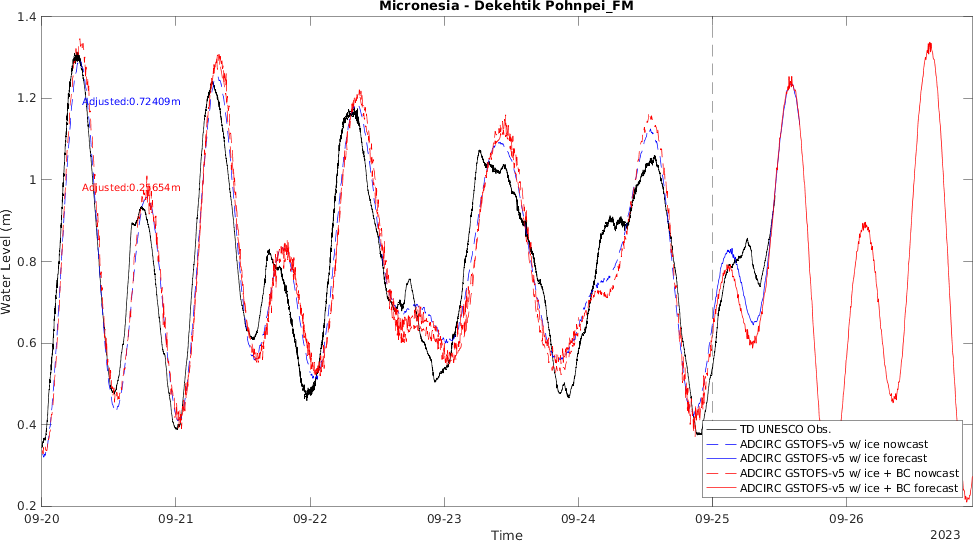 Micronesia - Dekehtik Pohnpei_FM
1.4
1.2
1
0.8
0.6
0.4
0.2
Water Level (m)
Adjusted:0.72409m
Adjusted:0.25654m
TD UNESCO Obs.
ADCIRC GSTOFS-v5 w/ ice nowcast
ADCIRC GSTOFS-v5 w/ ice forecast
ADCIRC GSTOFS-v5 w/ ice + BC nowcast
ADCIRC GSTOFS-v5 w/ ice + BC forecast
09-20 09-21 09-22 09-23 09-24 09-25 09-26
Time
2023